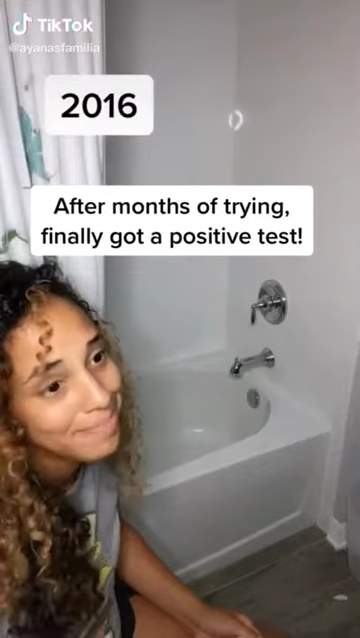 TikTok
@ayanasfamilia
2016
After months of trying,
finally got a positive test!